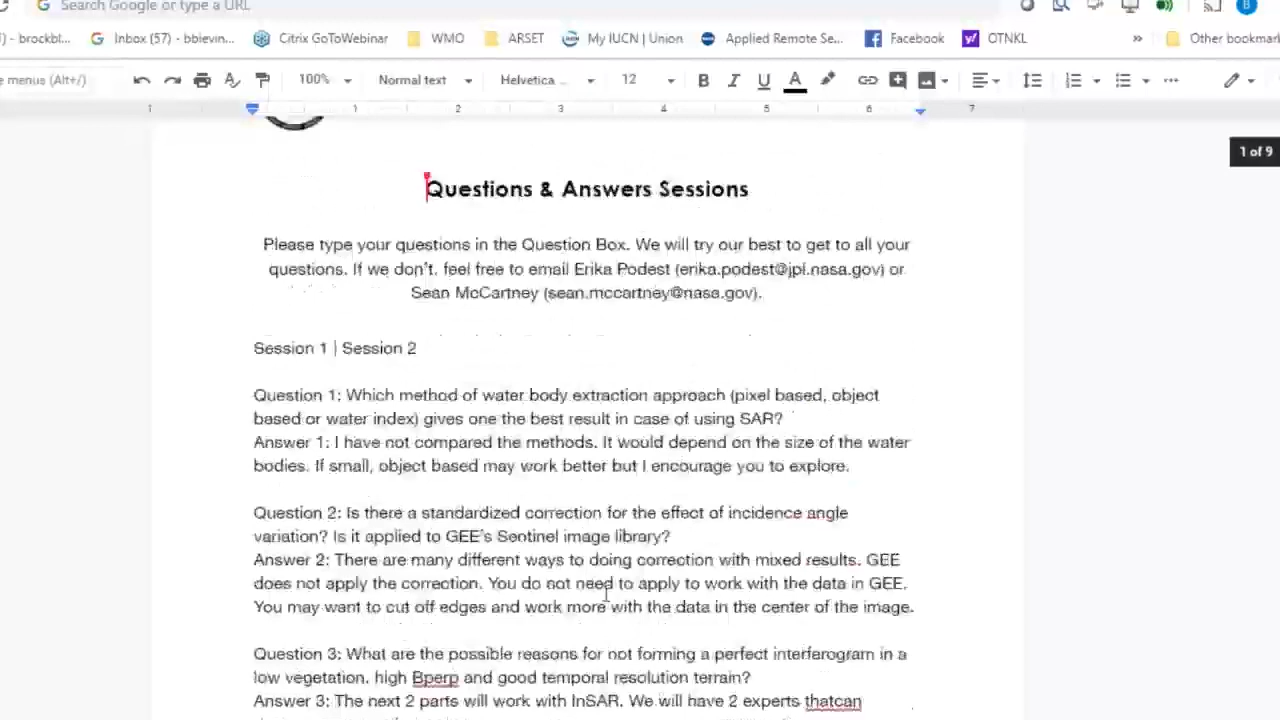 Search Google or type a URL
) - brockbl... Inbox (57) - bbievin... Citrix GoToWebinar WMO ARSET My IUCN | Union Applied Remote Se... Facebook OTNKL » Other bookmar
e menus (Alt+/) 100% Normal text Helvetica ... 12 B I U A
1 1 2 3 4 5 6 7
1 of 9
Questions & Answers Sessions
Please type your questions in the Question Box. We will try our best to get to all your
questions. If we don't, feel free to email Erika Podest (erika.podest@jpl.nasa.gov) or
Sean McCartney (sean.mccartney@nasa.gov).
Session 1 | Session 2
Question 1: Which method of water body extraction approach (pixel based, object
based or water index) gives one the best result in case of using SAR?
Answer 1: I have not compared the methods. It would depend on the size of the water
bodies. If small, object based may work better but I encourage you to explore.
Question 2: Is there a standardized correction for the effect of incidence angle
variation? Is it applied to GEE's Sentinel image library?
Answer 2: There are many different ways to doing correction with mixed results. GEE
does not apply the correction. You do not need to apply to work with the data in GEE.
You may want to cut off edges and work more with the data in the center of the image.
Question 3: What are the possible reasons for not forming a perfect interferogram in a
low vegetation, high Bperp and good temporal resolution terrain?
Answer 3: The next 2 parts will work with InSAR. We will have 2 experts thatcan